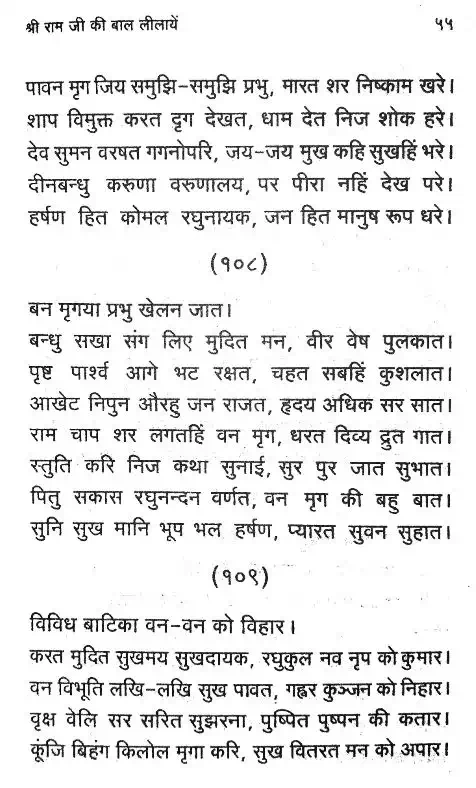 श्री राम जी की बाल लीलायें ५५
पावन मृग जिय समुझि-समुझि प्रभु, मारत शर निष्काम खरे।
शाप विमुक्त करत दृग देखत, धाम देत निज शोक हरे।
देव सुमन वरषत गगनोपरि, जय-जय मुख कहि सुखहिं भरे।
दीनबन्धु करुणा वरुणालय, पर पीरा नहिं देख परे।
हर्षण हित कोमल रघुनायक, जन हित मानुष रूप धरे।
(१०८)
बन मृगया प्रभु खेलन जात।
बन्धु सखा संग लिए मुदित मन, वीर वेष पुलकात।
पृष्ट पार्श्व आगे भट रक्षत, चहत सबहिं कुशलात।
आखेट निपुन औरहु जन राजत, हृदय अधिक सर सात।
राम चाप शर लगतहिं वन मृग, धरत दिव्य द्रुत गात।
स्तुति करि निज कथा सुनाई, सुर पुर जात सुभात।
पितु सकास रघुनन्दन वर्णत, वन मृग की बहु बात।
सुनि सुख मानि भूप भल हर्षण, प्यारत सुवन सुहात।
(१०९)
विविध बाटिका वन-वन को विहार।
करत मुदित सुखमय सुखदायक, रघुकुल नव नृप को कुमार।
वन विभूति लखि-लखि सुख पावत, गह्वर कुञ्जन को निहार।
वृक्ष वेलि सर सरित सुझरना, पुष्पित पुष्पन की कतार।
कूंजि बिहंग किलोल मृगा करि, सुख वितरत मन को अपार।